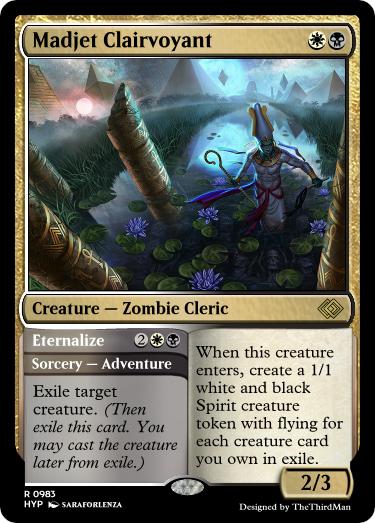 Madjet Clairvoyant
Creature — Zombie Cleric
Eternalize 2
Sorcery — Adventure
Exile target
creature. (Then
exile this card. You
may cast the creature
later from exile.)
When this creature
enters, create a 1/1
white and black
Spirit creature
token with flying for
each creature card
you own in exile.
2/3
R 0983
HYP SARAFORLENZA
Designed by TheThirdMan